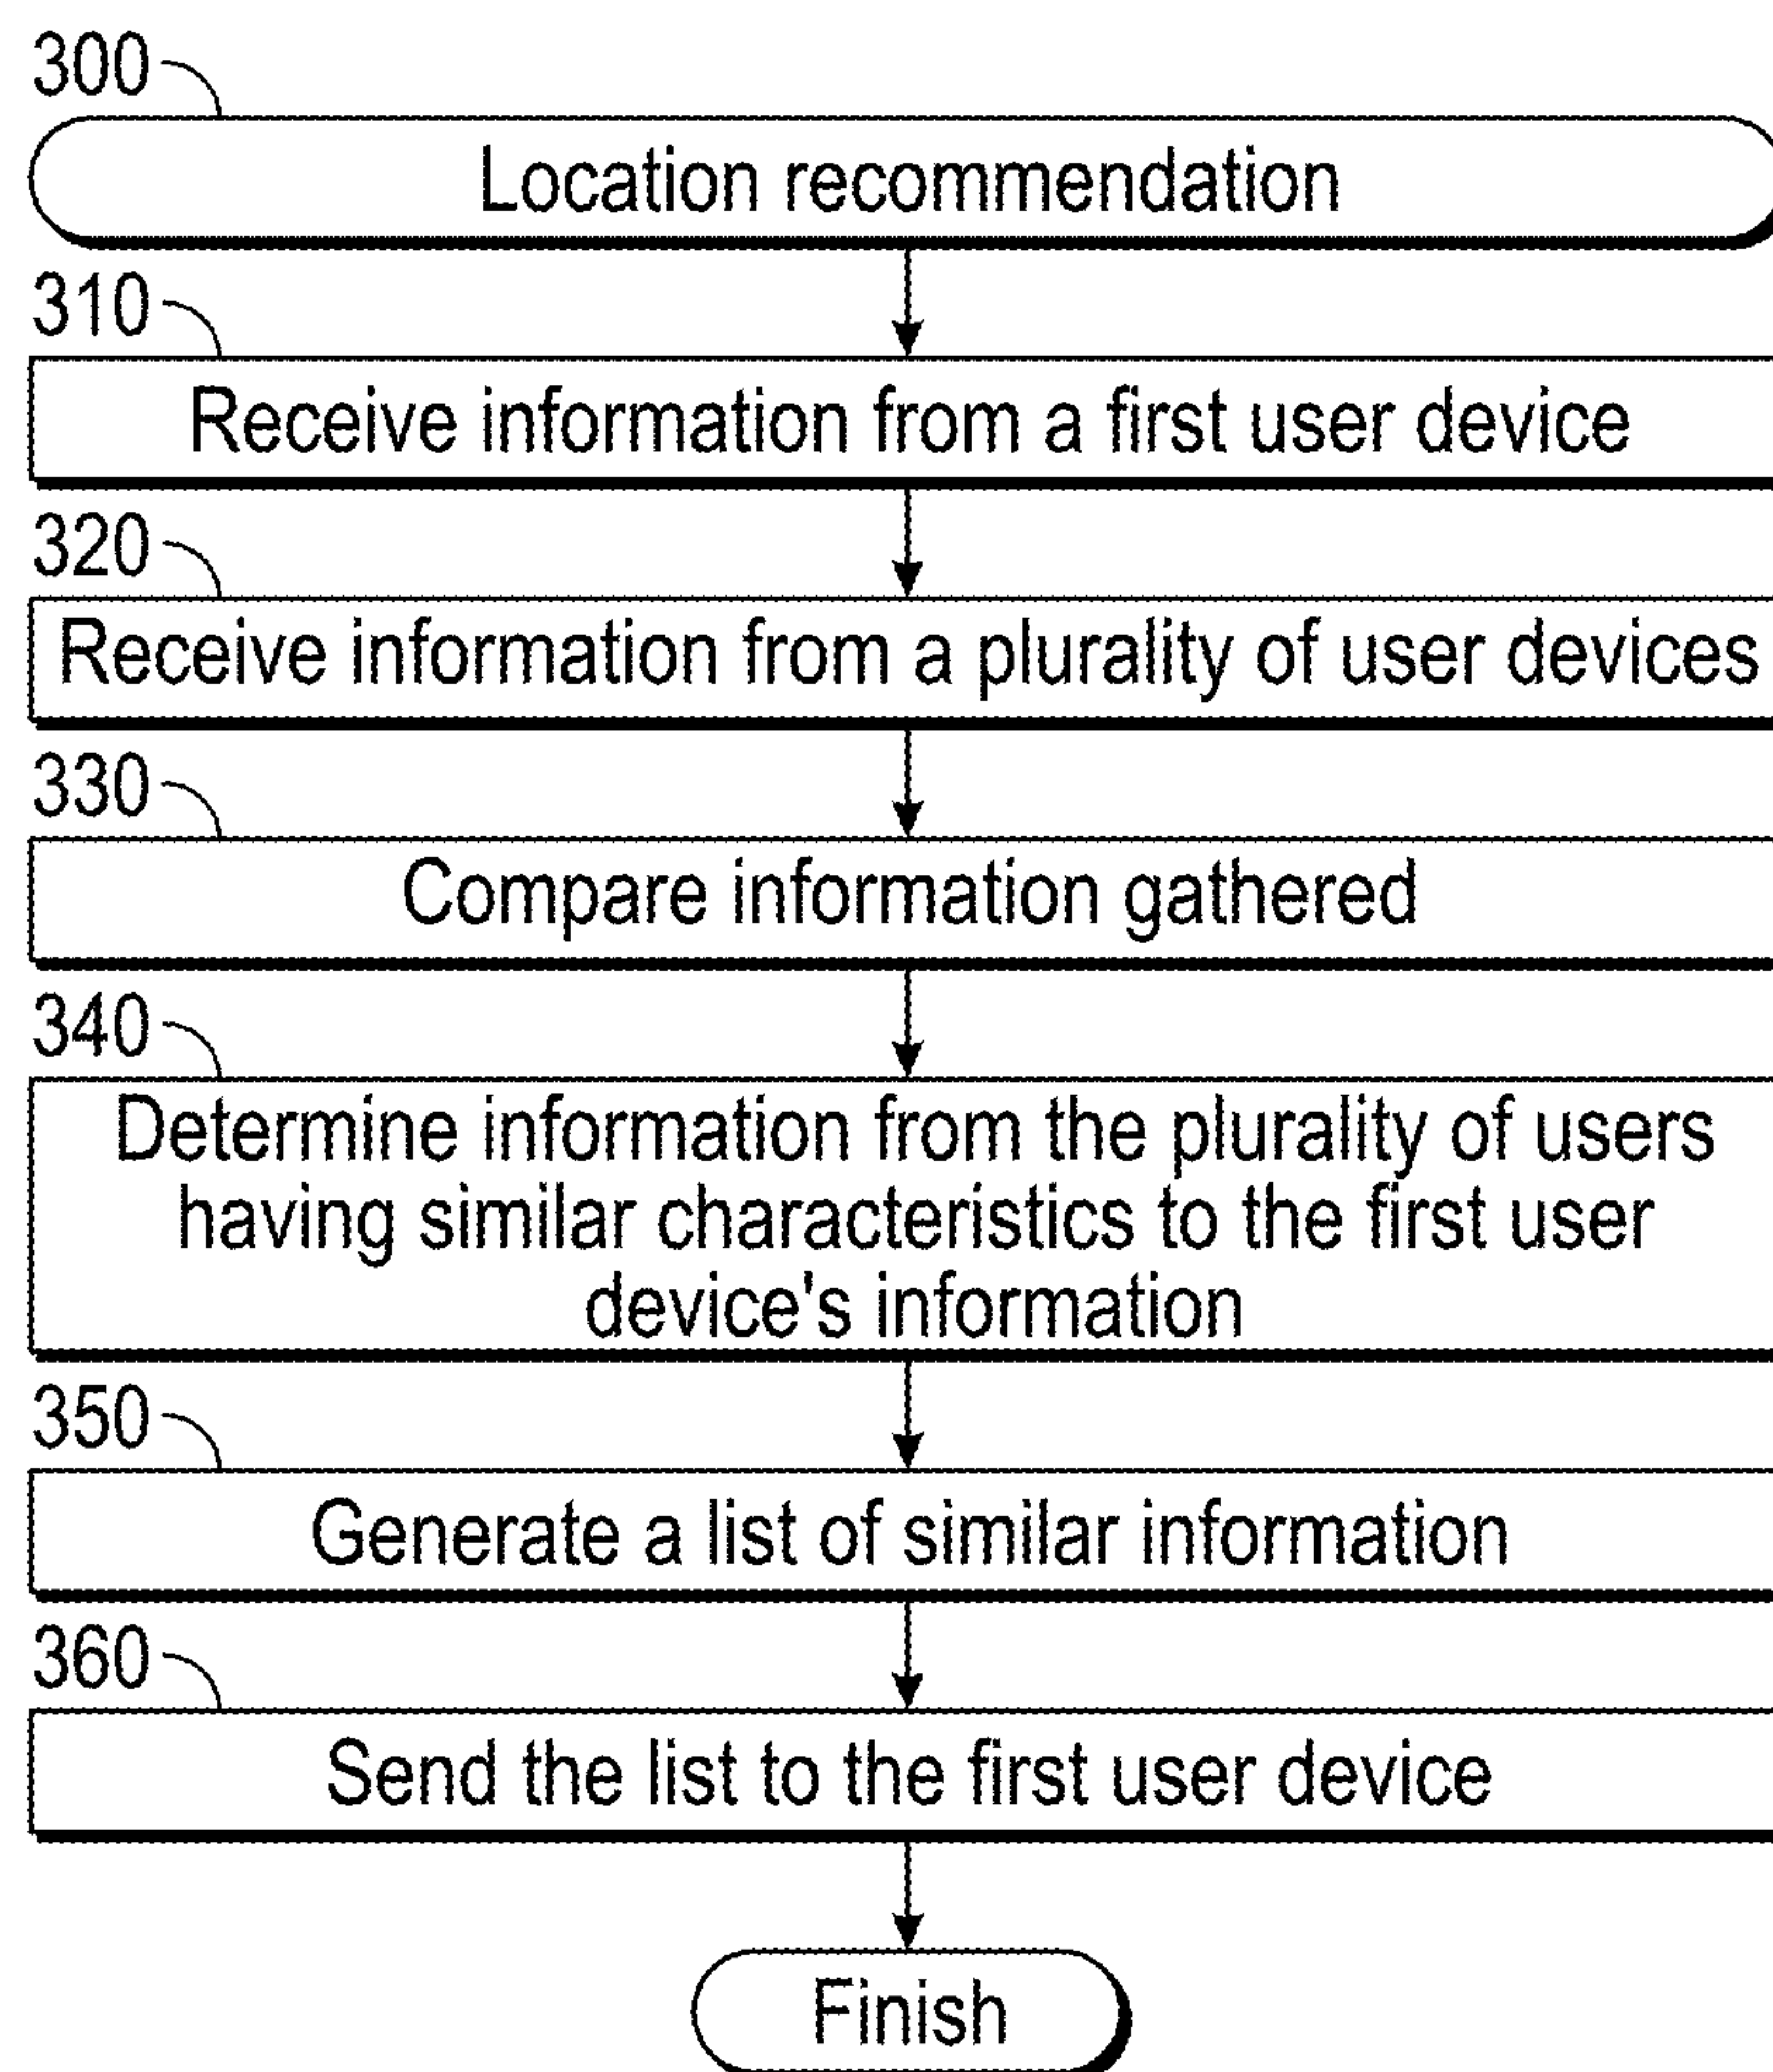 300
Location recommendation
310
Receive information from a first user device
320
Receive information from a plurality of user devices
330
Compare information gathered
340
Determine information from the plurality of users
having similar characteristics to the first user
device's information
350
Generate a list of similar information
360
Send the list to the first user device
Finish